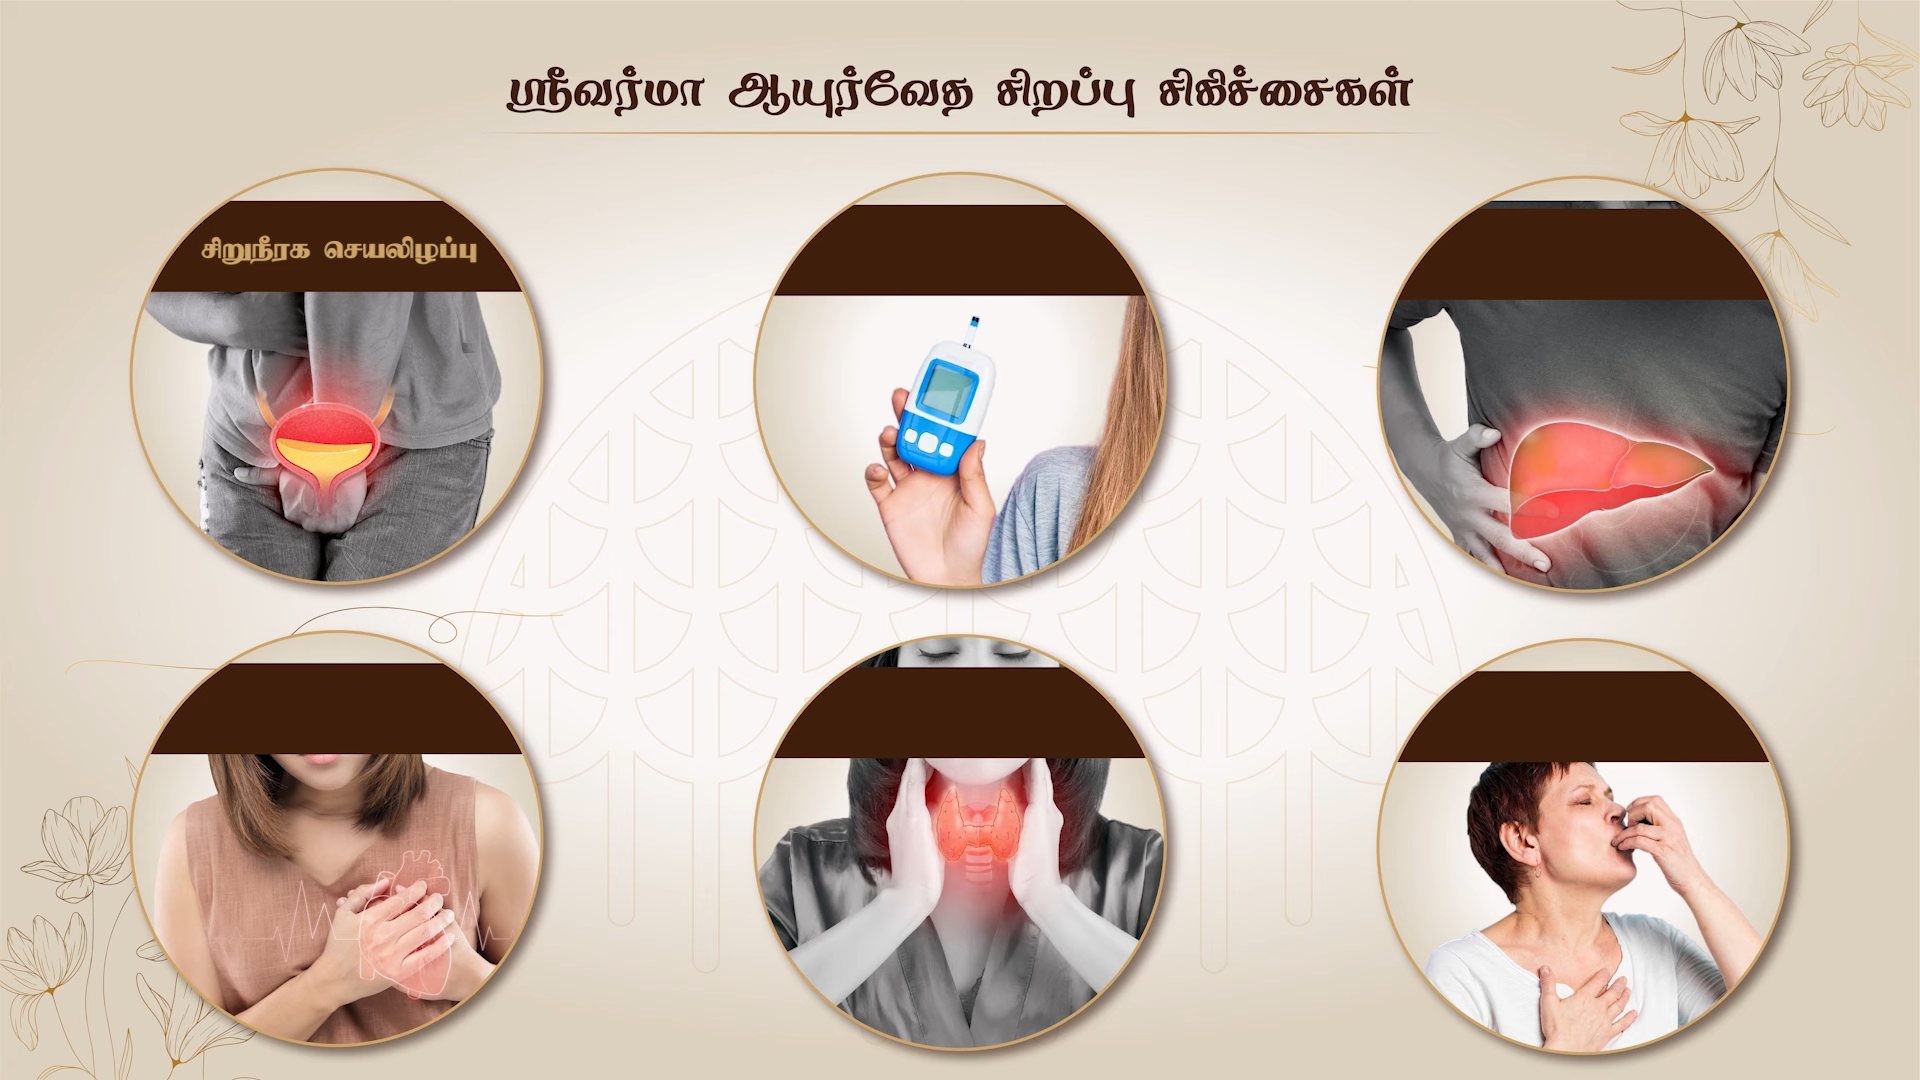 ஸ்ரீவர்மா ஆயுர்வேத சிறப்பு சிகிச்சைகள்
சிறுநீரக செயலிழப்பு